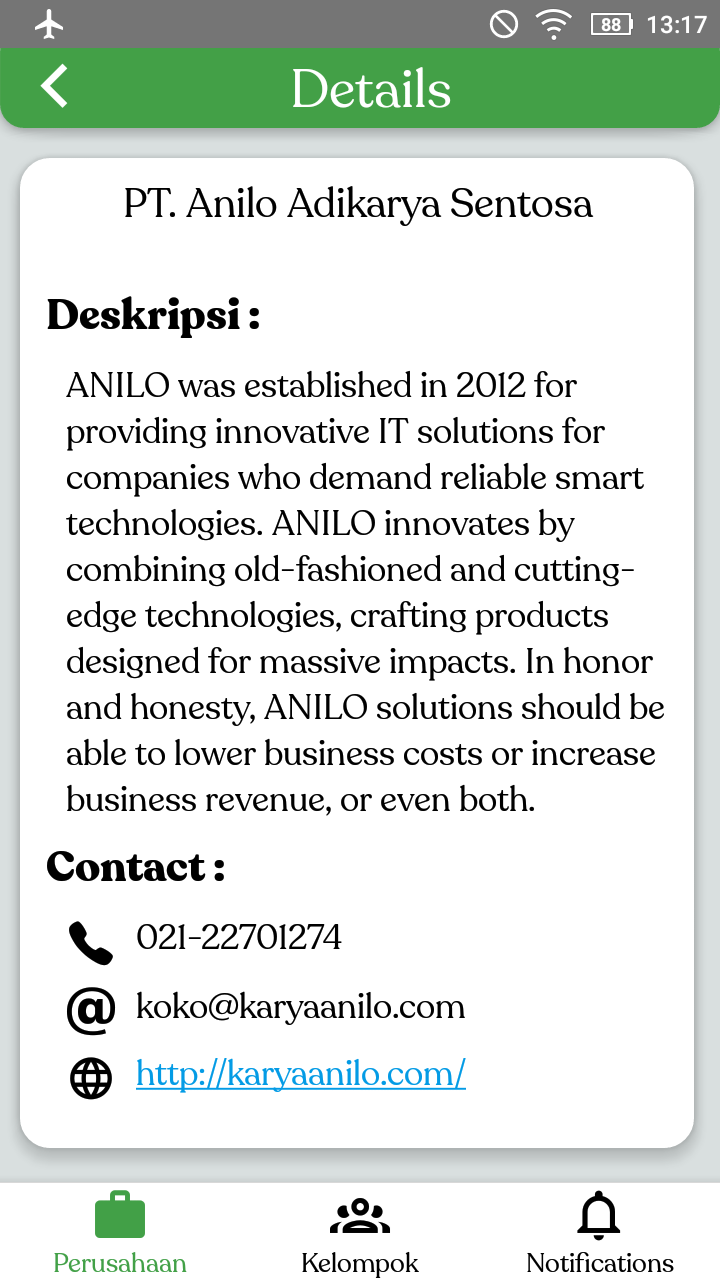 88 13:17
Details
PT. Anilo Adikarya Sentosa
Deskripsi :
ANILO was established in 2012 for
providing innovative IT solutions for
companies who demand reliable smart
technologies. ANILO innovates by
combining old-fashioned and cutting-
edge technologies, crafting products
designed for massive impacts. In honor
and honesty, ANILO solutions should be
able to lower business costs or increase
business revenue, or even both.
Contact :
021-22701274
koko@karyaanilo.com
http://karyaanilo.com/
Perusahaan Kelompok Notifications